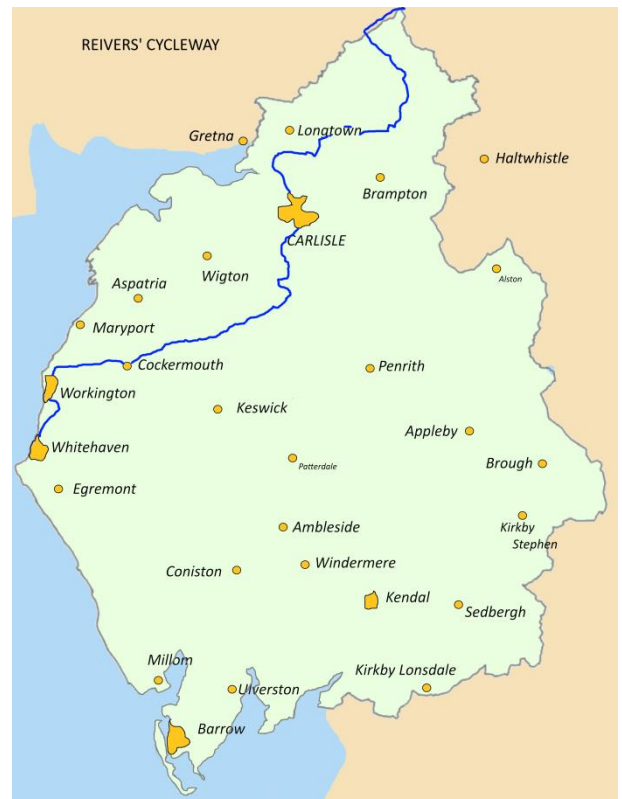 REIVERS' CYCLEWAY
Gretna
Longtown
Haltwhistle
Brampton
CARLISLE
Wigton
Alston
Aspatria
Maryport
Cockermouth
Penrith
Workington
Keswick
Appleby
Whitehaven
Patterdale
Brough
Egremont
Ambleside
Kirkby
Stephen
Coniston
Windermere
Kendal
Sedbergh
Millom
Kirkby Lonsdale
Ulverston
Barrow